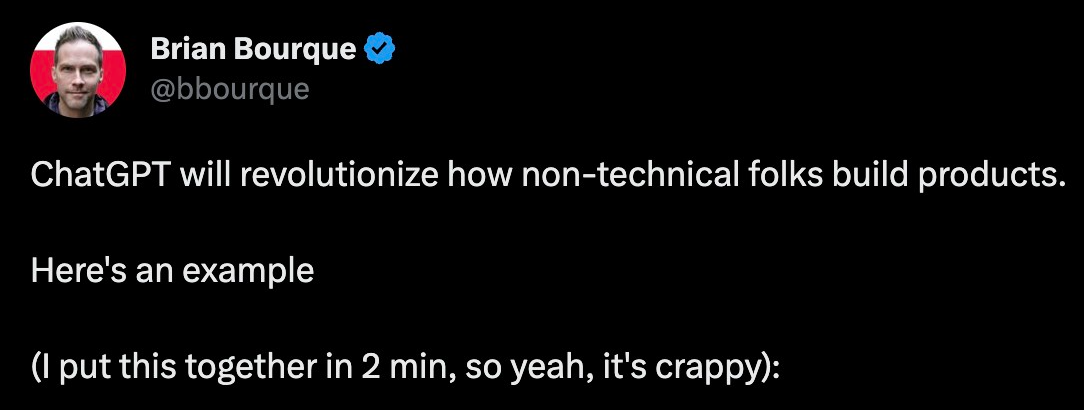 Brian Bourque
@bbourque
ChatGPT will revolutionize how non-technical folks build products.
Here's an example
(I put this together in 2 min, so yeah, it's crappy):